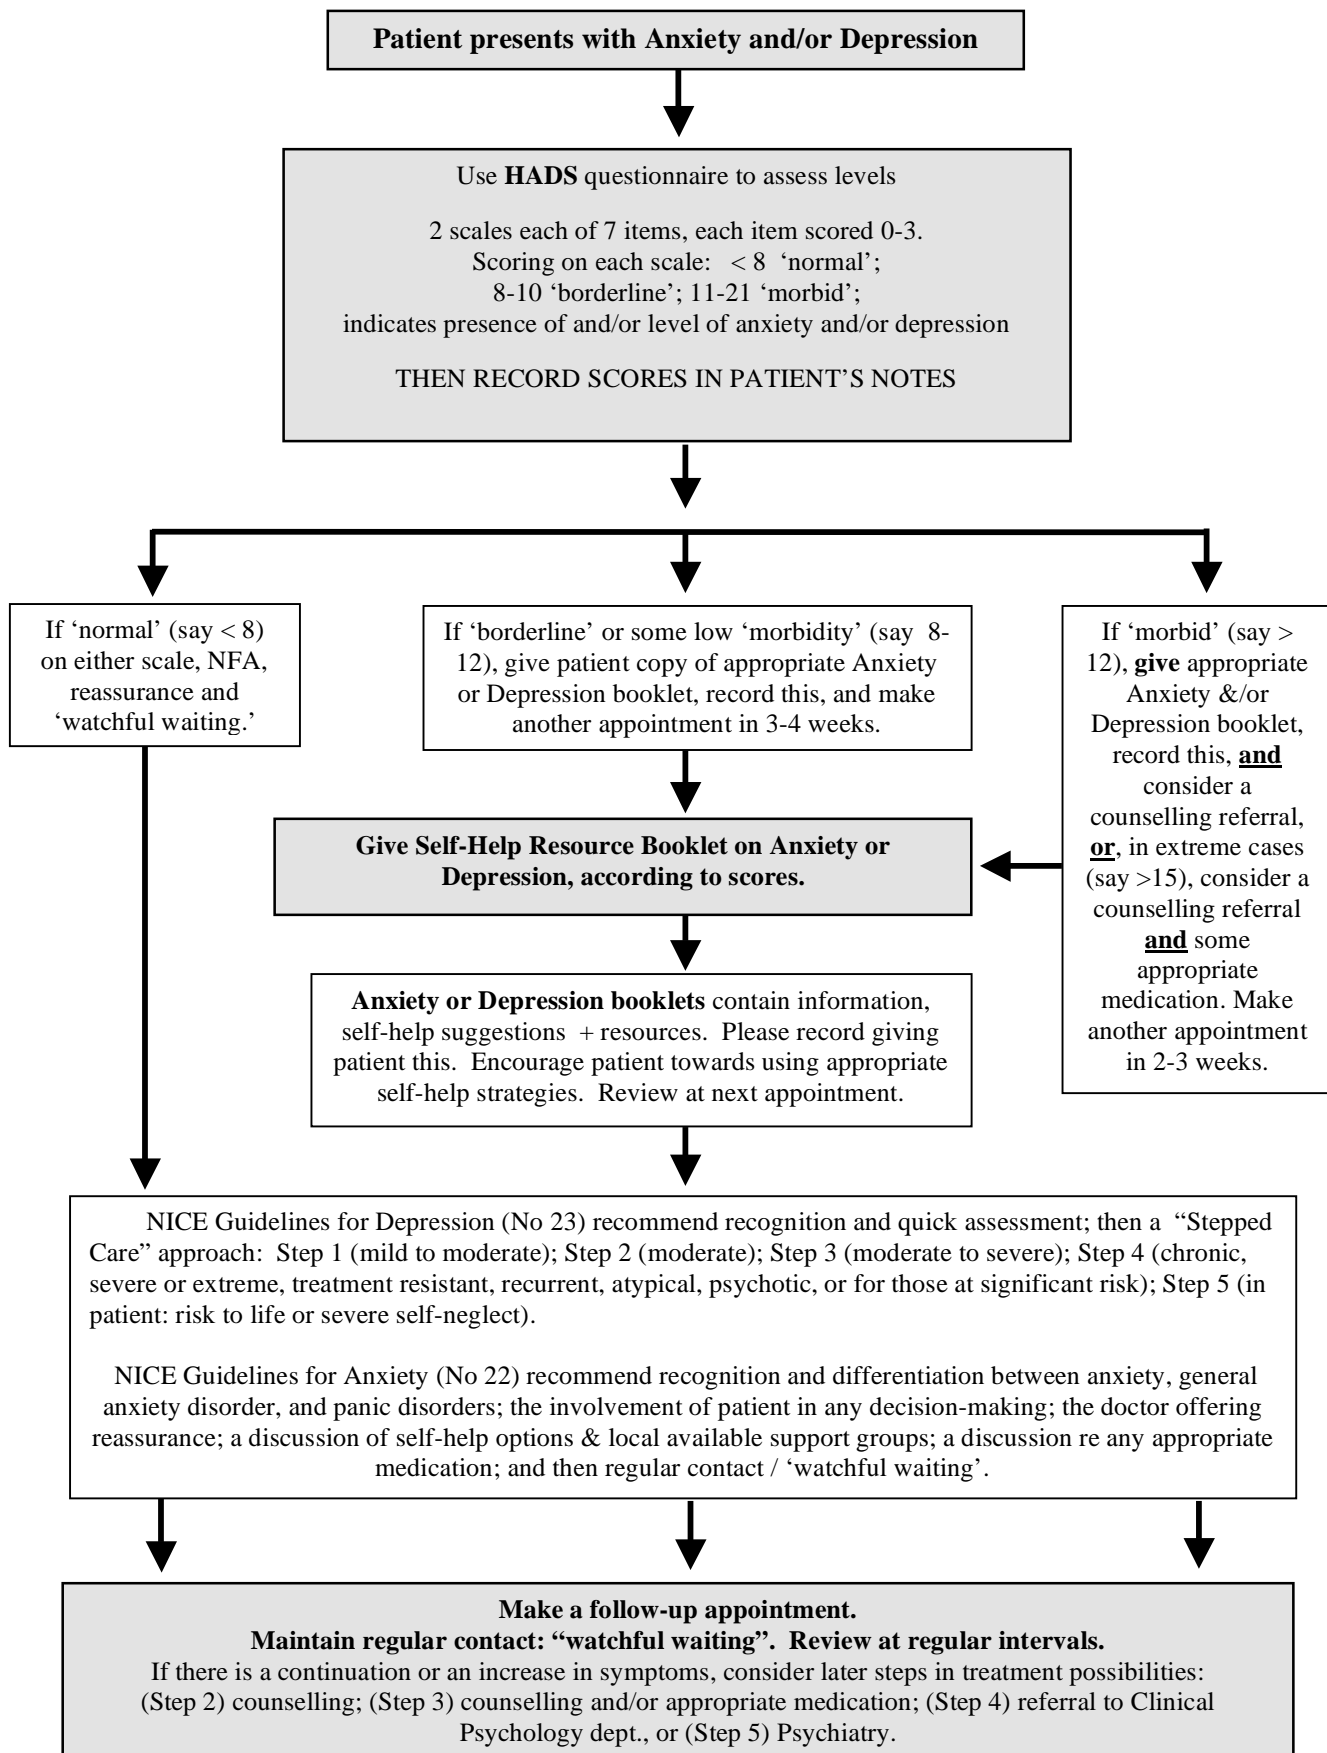 Patient presents with Anxiety and/or Depression
Use HADS questionnaire to assess levels
2 scales each of 7 items, each item scored 0-3.
Scoring on each scale: < 8 ‘normal’;
8-10 ‘borderline’; 11-21 ‘morbid’;
indicates presence of and/or level of anxiety and/or depression
THEN RECORD SCORES IN PATIENT’S NOTES
If ‘normal’ (say < 8)
on either scale, NFA,
reassurance and
‘watchful waiting.’
If ‘borderline’ or some low ‘morbidity’ (say 8-
12), give patient copy of appropriate Anxiety
or Depression booklet, record this, and make
another appointment in 3-4 weeks.
If ‘morbid’ (say >
12), give appropriate
Anxiety &/or
Depression booklet,
record this, and
consider a
counselling referral,
or, in extreme cases
(say >15), consider a
counselling referral
and some
appropriate
medication. Make
another appointment
in 2-3 weeks.
Give Self-Help Resource Booklet on Anxiety or
Depression, according to scores.
Anxiety or Depression booklets contain information,
self-help suggestions + resources. Please record giving
patient this. Encourage patient towards using appropriate
self-help strategies. Review at next appointment.
NICE Guidelines for Depression (No 23) recommend recognition and quick assessment; then a “Stepped
Care” approach: Step 1 (mild to moderate); Step 2 (moderate); Step 3 (moderate to severe); Step 4 (chronic,
severe or extreme, treatment resistant, recurrent, atypical, psychotic, or for those at significant risk); Step 5 (in
patient: risk to life or severe self-neglect).
NICE Guidelines for Anxiety (No 22) recommend recognition and differentiation between anxiety, general
anxiety disorder, and panic disorders; the involvement of patient in any decision-making; the doctor offering
reassurance; a discussion of self-help options & local available support groups; a discussion re any appropriate
medication; and then regular contact / ‘watchful waiting’.
Make a follow-up appointment.
Maintain regular contact: “watchful waiting”. Review at regular intervals.
If there is a continuation or an increase in symptoms, consider later steps in treatment possibilities:
(Step 2) counselling; (Step 3) counselling and/or appropriate medication; (Step 4) referral to Clinical
Psychology dept., or (Step 5) Psychiatry.